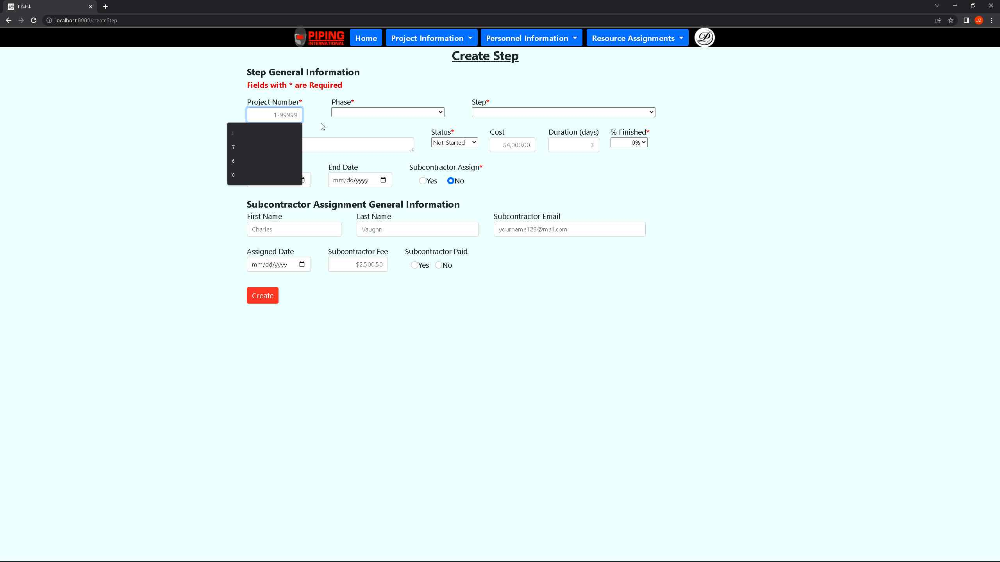 T.A.P.I.
localhost:8080/createStep
JZ
PIPING
INTERNATIONAL
Home
Project Information
Personnel Information
Resource Assignments
Create Step
Step General Information
Fields with * are Required
Project Number*
Phase*
Step*
1-99999
1
7
6
8
Status*
Cost
Duration (days)
% Finished*
Not-Started
$4,000.00
3
0%
End Date
Subcontractor Assign*
mm/dd/yyyy
Yes
No
Subcontractor Assignment General Information
First Name
Last Name
Subcontractor Email
Charles
Vaughn
yourname123@mail.com
Assigned Date
Subcontractor Fee
Subcontractor Paid
mm/dd/yyyy
$2,500.50
Yes
No
Create